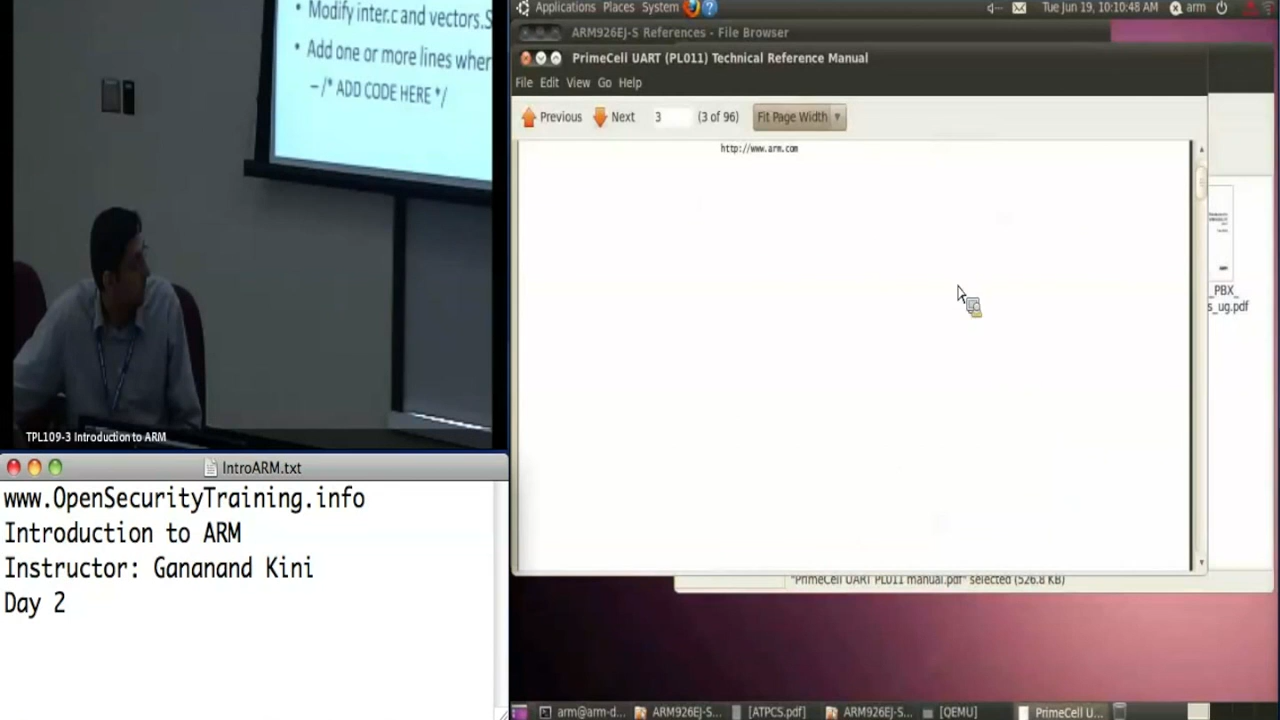 • Modify inter.c and vectors.S
• Add one or more lines wher
– /* ADD CODE HERE */
TPL109-3 Introduction to ARM
IntroARM.txt
www.OpenSecurityTraining.info
Introduction to ARM
Instructor: Gananand Kini
Day 2
Applications Places System
Tue Jun 19, 10:10:48 AM
arm
ARM926EJ-S References - File Browser
PrimeCell UART (PL011) Technical Reference Manual
File Edit View Go Help
Previous Next 3 (3 of 96) Fit Page Width
http://www.arm.com
_PBX_
s_ug.pdf
"PrimeCell UART PL011 manual.pdf" selected (526.8 KB)
arm@arm-d... ARM926EJ-S... [ATPCS.pdf] ARM926EJ-S... [QEMU] PrimeCell U...